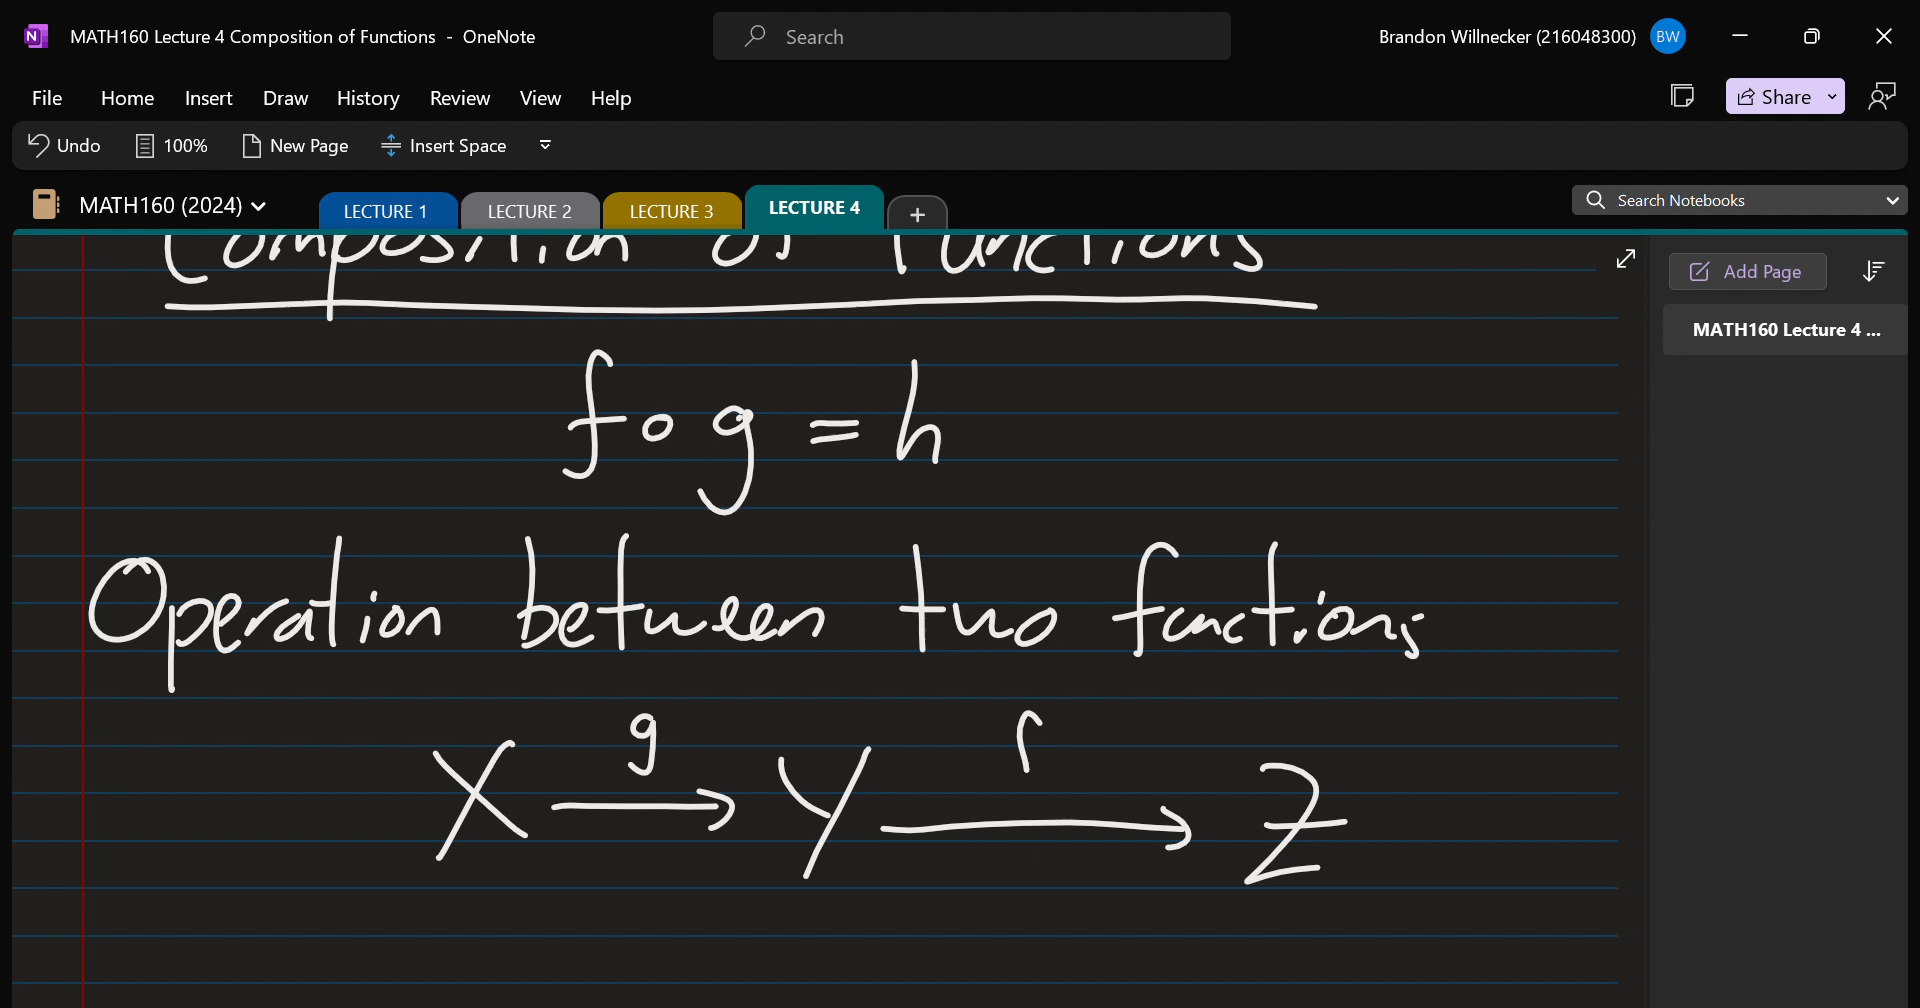 MATH160 Lecture 4 Composition of Functions - OneNote
Search
Brandon Willnecker (216048300) BW
File Home Insert Draw History Review View Help
Share
Undo 100% New Page Insert Space
MATH160 (2024) LECTURE 1 LECTURE 2 LECTURE 3 LECTURE 4 +
Search Notebooks
Composition of Functions
Add Page
MATH160 Lecture 4 ...
f o g = h
Operation between two functions
g
X → Y → Z